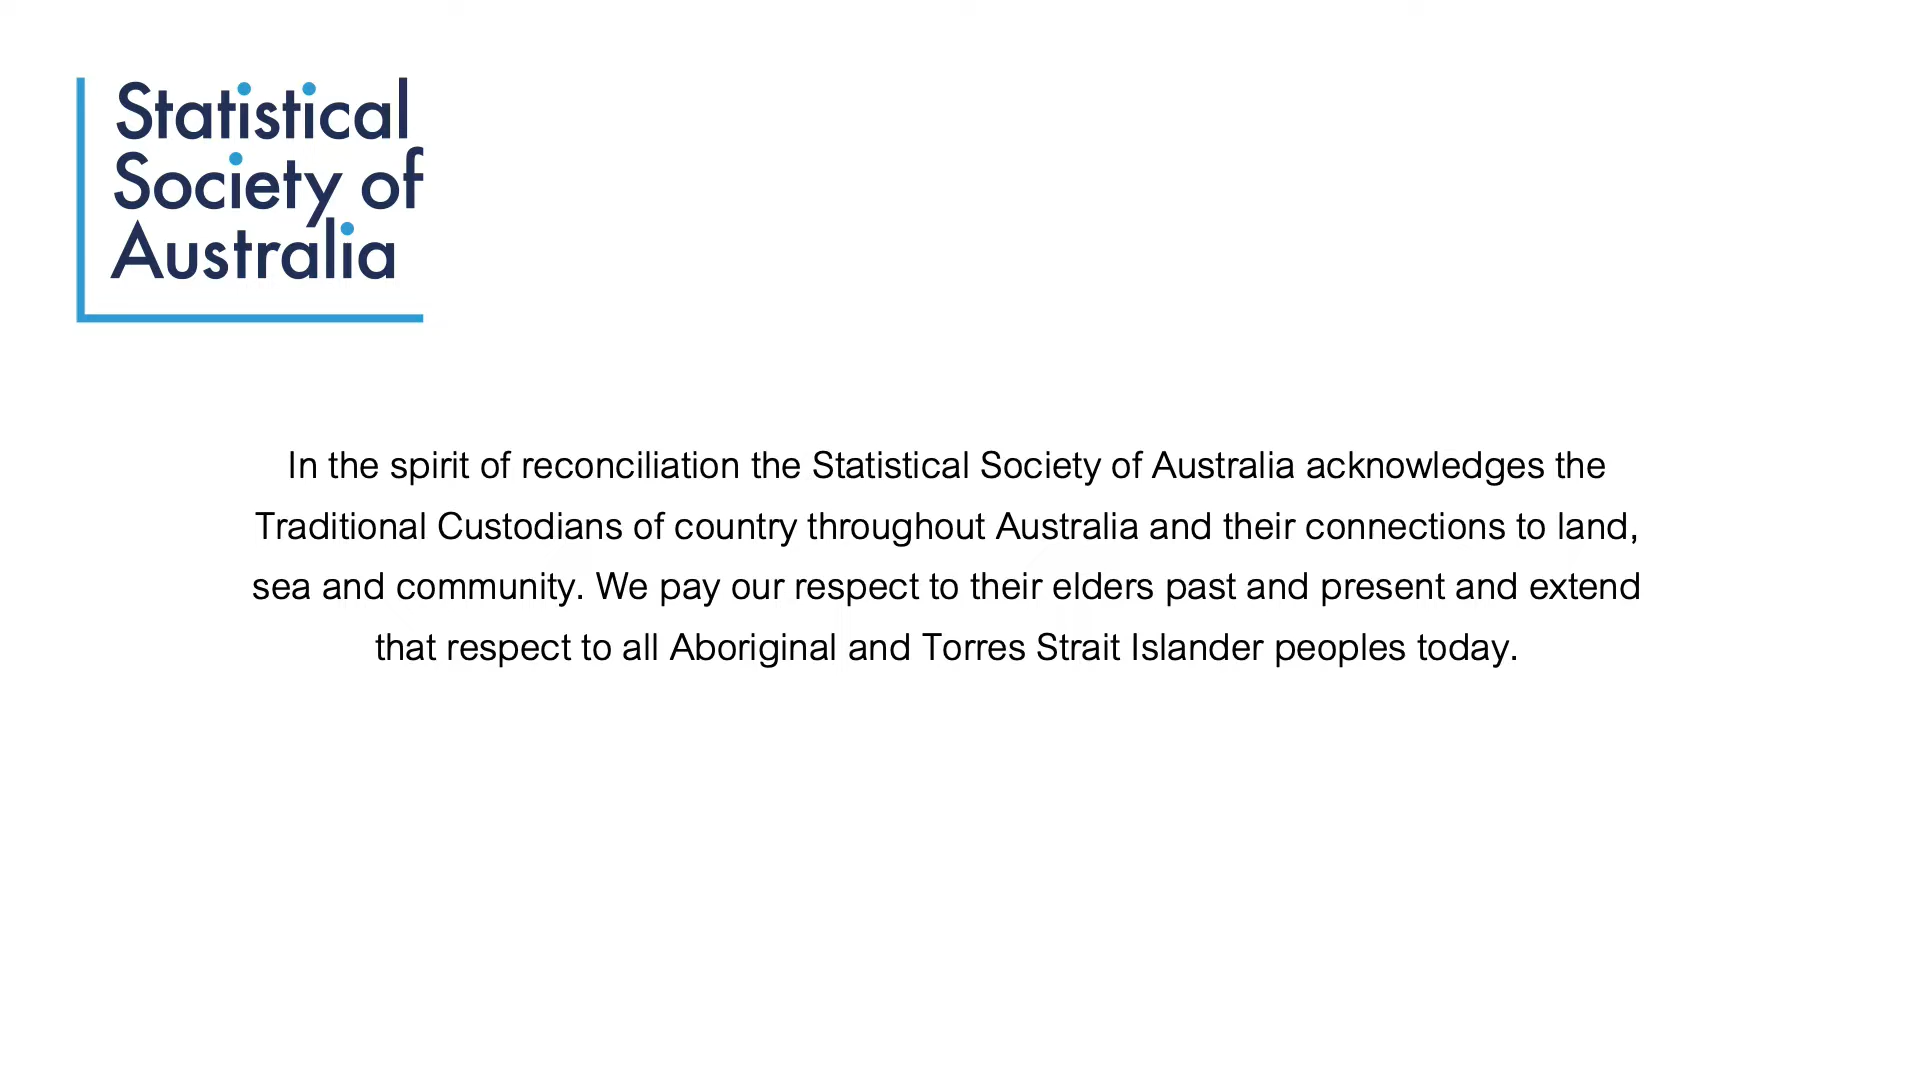 Statistical
Society of
Australia
In the spirit of reconciliation the Statistical Society of Australia acknowledges the
Traditional Custodians of country throughout Australia and their connections to land,
sea and community. We pay our respect to their elders past and present and extend
that respect to all Aboriginal and Torres Strait Islander peoples today.